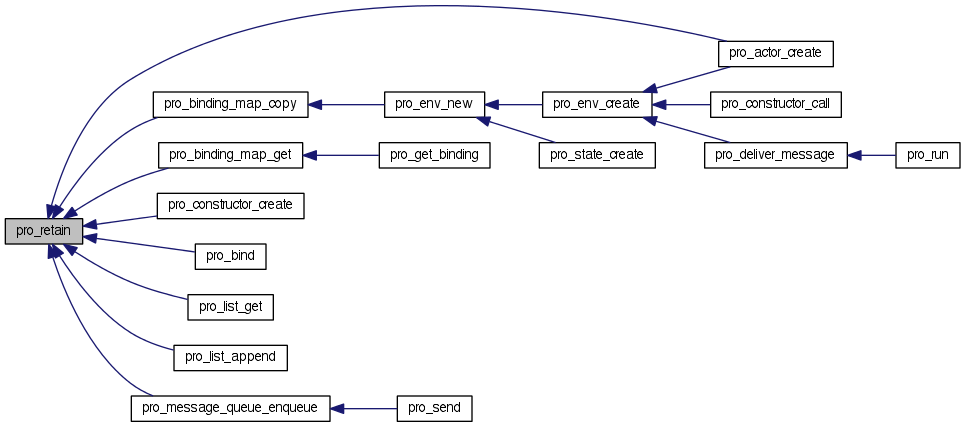 pro_actor_create
pro_binding_map_copy
pro_env_new
pro_env_create
pro_constructor_call
pro_binding_map_get
pro_get_binding
pro_state_create
pro_deliver_message
pro_run
pro_constructor_create
pro_retain
pro_bind
pro_list_get
pro_list_append
pro_message_queue_enqueue
pro_send